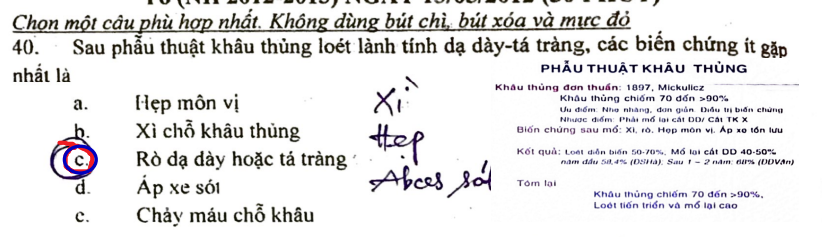 Chọn một câu phù hợp nhất. Không dùng bút chì, bút xóa và mực đỏ
40. Sau phẫu thuật khâu thủng loét lành tính dạ dày-tá tràng, các biến chứng ít gặp
nhất là
a. Hẹp môn vị
b. Xì chỗ khâu thủng
c. Rò dạ dày hoặc tá tràng
d. Áp xe sót
c. Chảy máu chỗ khâu
Xì
Hẹp
Abces sót
PHẪU THUẬT KHÂU THỦNG
Khâu thủng đơn thuần: 1897, Mickulicz
Khâu thủng chiếm 70 đến >90%
Ưu điểm: Nhẹ nhàng, đơn giản. Điều trị biến chứng
Nhược điểm: Phải mổ lại cắt DD/ Cắt TK X
Biến chứng sau mổ: Xì, rò, Hẹp môn vị, Áp xe tồn lưu
Kết quả: Loét diễn biến 50-70%, Mổ lại cắt DD 40-50%
năm đầu 58,4% (ĐSHà); Sau 1 - 2 năm: 68% (ĐĐVân)
Tóm lại
Khâu thủng chiếm 70 đến >90%,
Loét tiến triển và mổ lại cao